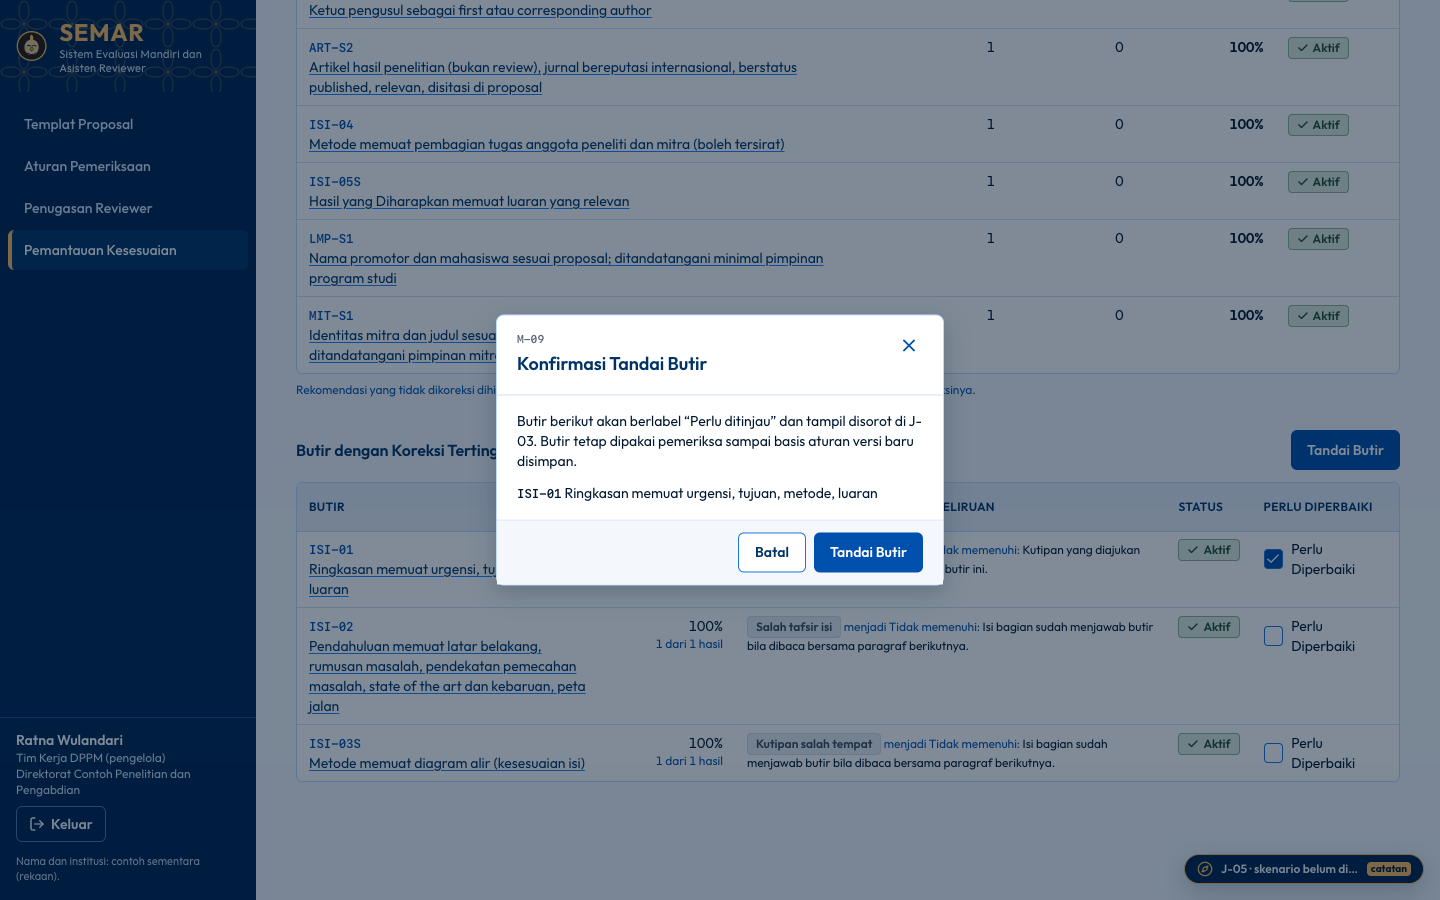 SEMAR
Sistem Evaluasi Mandiri dan
Asisten Reviewer
Templat Proposal
Aturan Pemeriksaan
Penugasan Reviewer
Pemantauan Kesesuaian
Ratna Wulandari
Tim Kerja DPPM (pengelola)
Direktorat Contoh Penelitian dan
Pengabdian
Keluar
Nama dan institusi: contoh sementara
(rekaan).
Ketua pengusul sebagai first atau corresponding author
ART-S2 1 0 100% Aktif
Artikel hasil penelitian (bukan review), jurnal bereputasi internasional, berstatus
published, relevan, disitasi di proposal
ISI-04 1 0 100% Aktif
Metode memuat pembagian tugas anggota peneliti dan mitra (boleh tersirat)
ISI-05S 1 0 100% Aktif
Hasil yang Diharapkan memuat luaran yang relevan
LMP-S1 1 0 100% Aktif
Nama promotor dan mahasiswa sesuai proposal; ditandatangani minimal pimpinan
program studi
MIT-S1 1 0 100% Aktif
Identitas mitra dan judul sesua
ditandatangani pimpinan mitr
Rekomendasi yang tidak dikoreksi dihi
M-09
Konfirmasi Tandai Butir
Butir berikut akan berlabel “Perlu ditinjau” dan tampil disorot di J-
03. Butir tetap dipakai pemeriksa sampai basis aturan versi baru
disimpan.
ISI-01 Ringkasan memuat urgensi, tujuan, metode, luaran
Batal Tandai Butir
Butir dengan Koreksi Terting Tandai Butir
BUTIR ELIRUAN STATUS PERLU DIPERBAIKI
ISI-01 dak memenuhi: Kutipan yang diajukan Aktif Perlu
Ringkasan memuat urgensi, tuj butir ini. Diperbaiki
luaran
ISI-02 100% Salah tafsir isi menjadi Tidak memenuhi: Isi bagian sudah menjawab butir Aktif Perlu
Pendahuluan memuat latar belakang, 1 dari 1 hasil bila dibaca bersama paragraf berikutnya. Diperbaiki
rumusan masalah, pendekatan pemecahan
masalah, state of the art dan kebaruan, peta
jalan
ISI-03S 100% Kutipan salah tempat menjadi Tidak memenuhi: Isi bagian sudah Aktif Perlu
Metode memuat diagram alir (kesesuaian isi) 1 dari 1 hasil menjawab butir bila dibaca bersama paragraf berikutnya. Diperbaiki
J-05 · skenario belum di... catatan